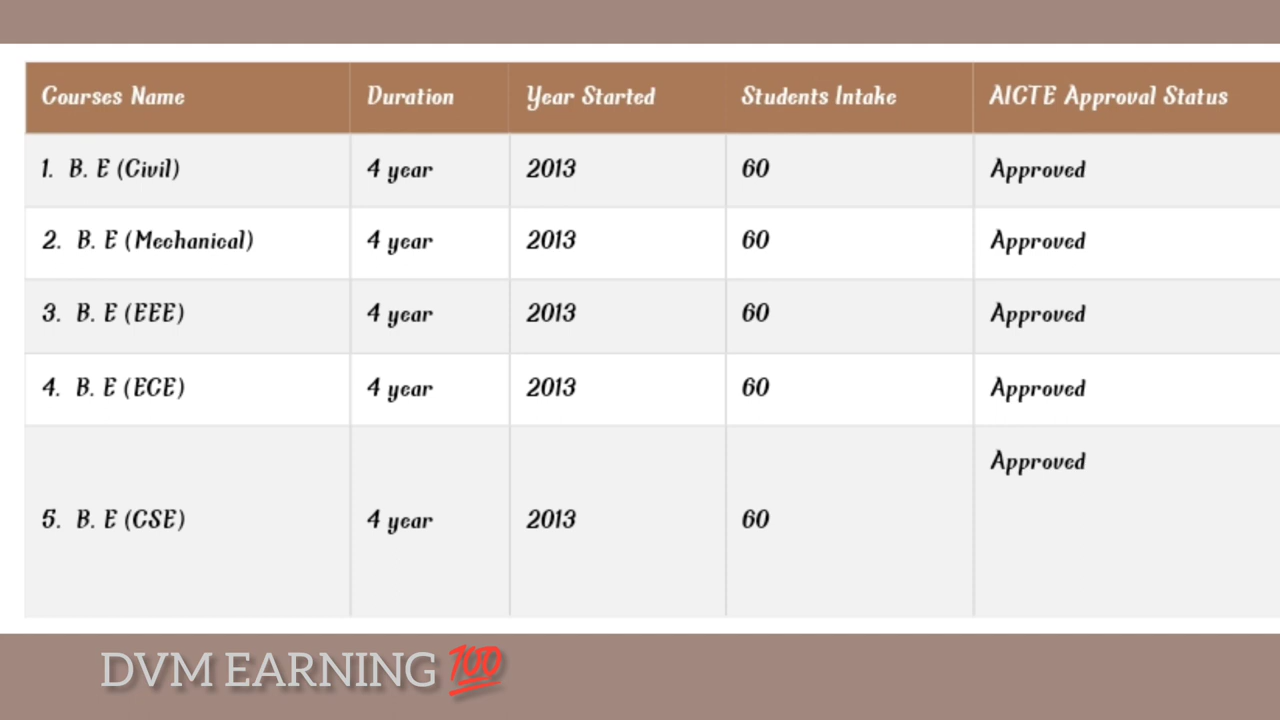 Courses Name Duration Year Started Students Intake AICTE Approval Status
1. B. E (Civil) 4 year 2013 60 Approved
2. B. E (Mechanical) 4 year 2013 60 Approved
3. B. E (EEE) 4 year 2013 60 Approved
4. B. E (ECE) 4 year 2013 60 Approved
5. B. E (CSE) 4 year 2013 60 Approved
DVM EARNING 💯